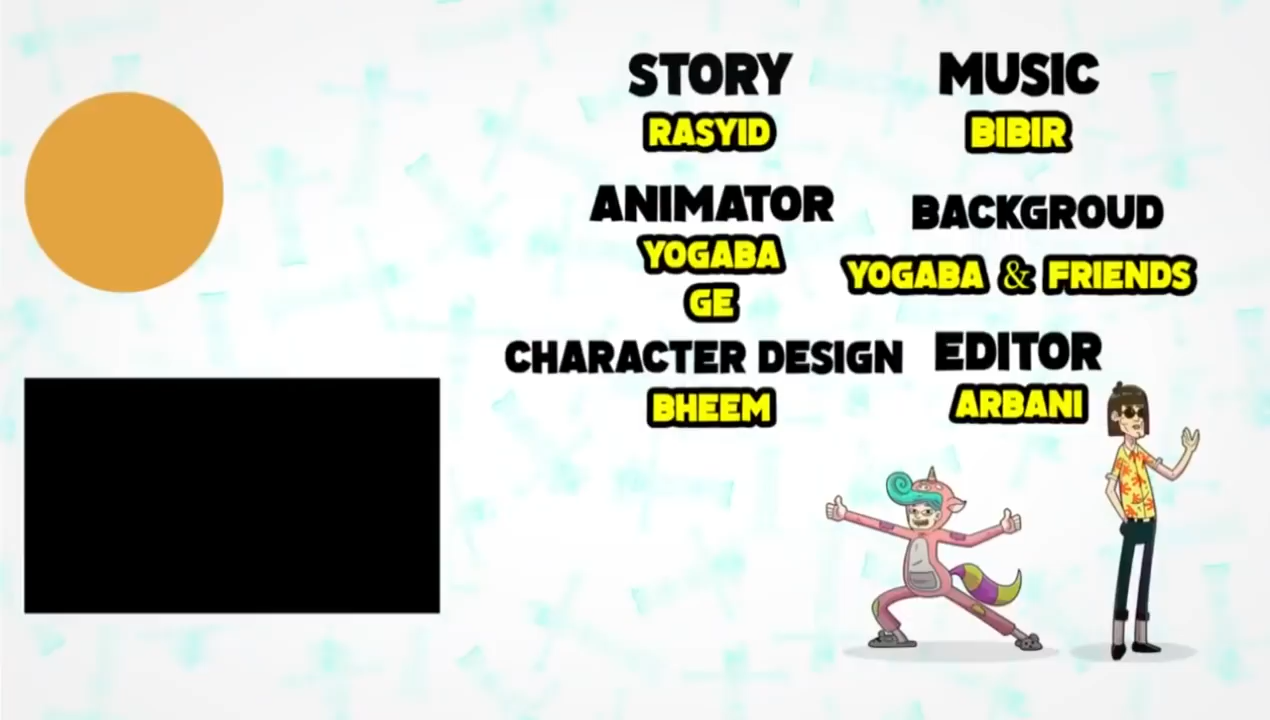 STORY
RASYID
MUSIC
BIBIR
ANIMATOR
YOGABA
GE
BACKGROUD
YOGABA & FRIENDS
CHARACTER DESIGN
BHEEM
EDITOR
ARBANI